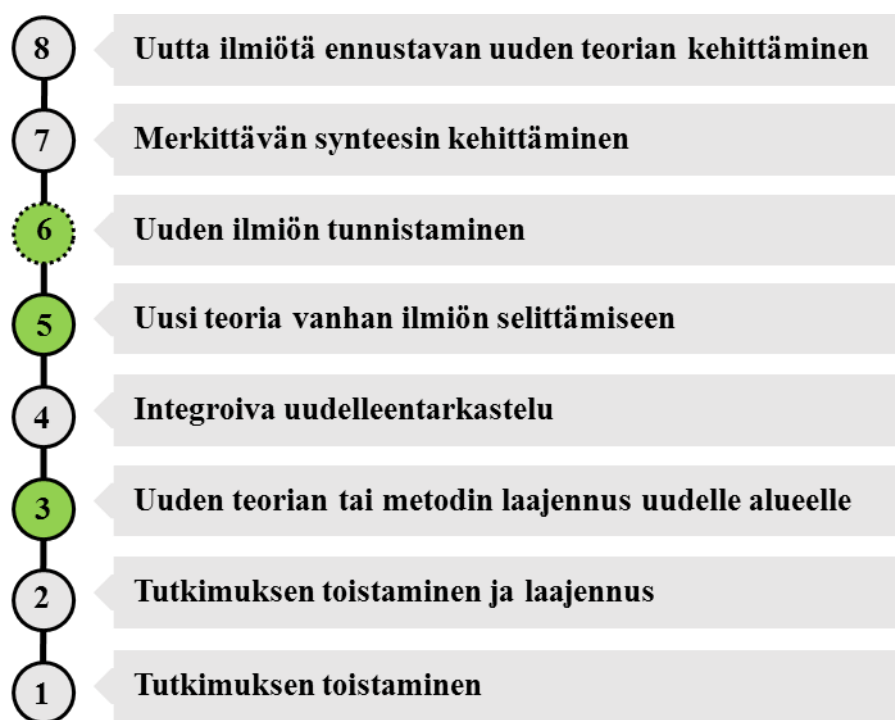 8 Uutta ilmiötä ennustavan uuden teorian kehittäminen
7 Merkittävän synteesin kehittäminen
6 Uuden ilmiön tunnistaminen
5 Uusi teoria vanhan ilmiön selittämiseen
4 Integroiva uudelleentarkastelu
3 Uuden teorian tai metodin laajennus uudelle alueelle
2 Tutkimuksen toistaminen ja laajennus
1 Tutkimuksen toistaminen